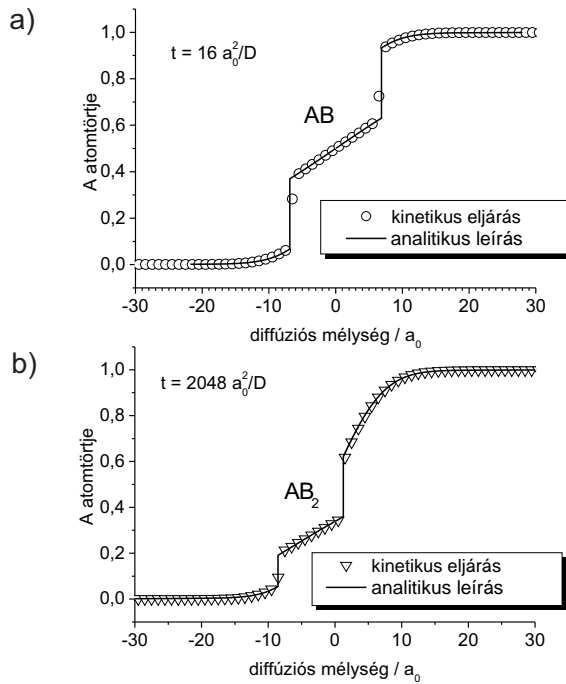 a)
t = 16 a₀²/D
AB
A atomtörtje
1,0
0,8
0,6
0,4
0,2
0,0
kinetikus eljárás
analitikus leírás
-30 -20 -10 0 10 20 30
diffúziós mélység / a₀
b)
t = 2048 a₀²/D
AB₂
A atomtörtje
1,0
0,8
0,6
0,4
0,2
0,0
kinetikus eljárás
analitikus leírás
-30 -20 -10 0 10 20 30
diffúziós mélység / a₀